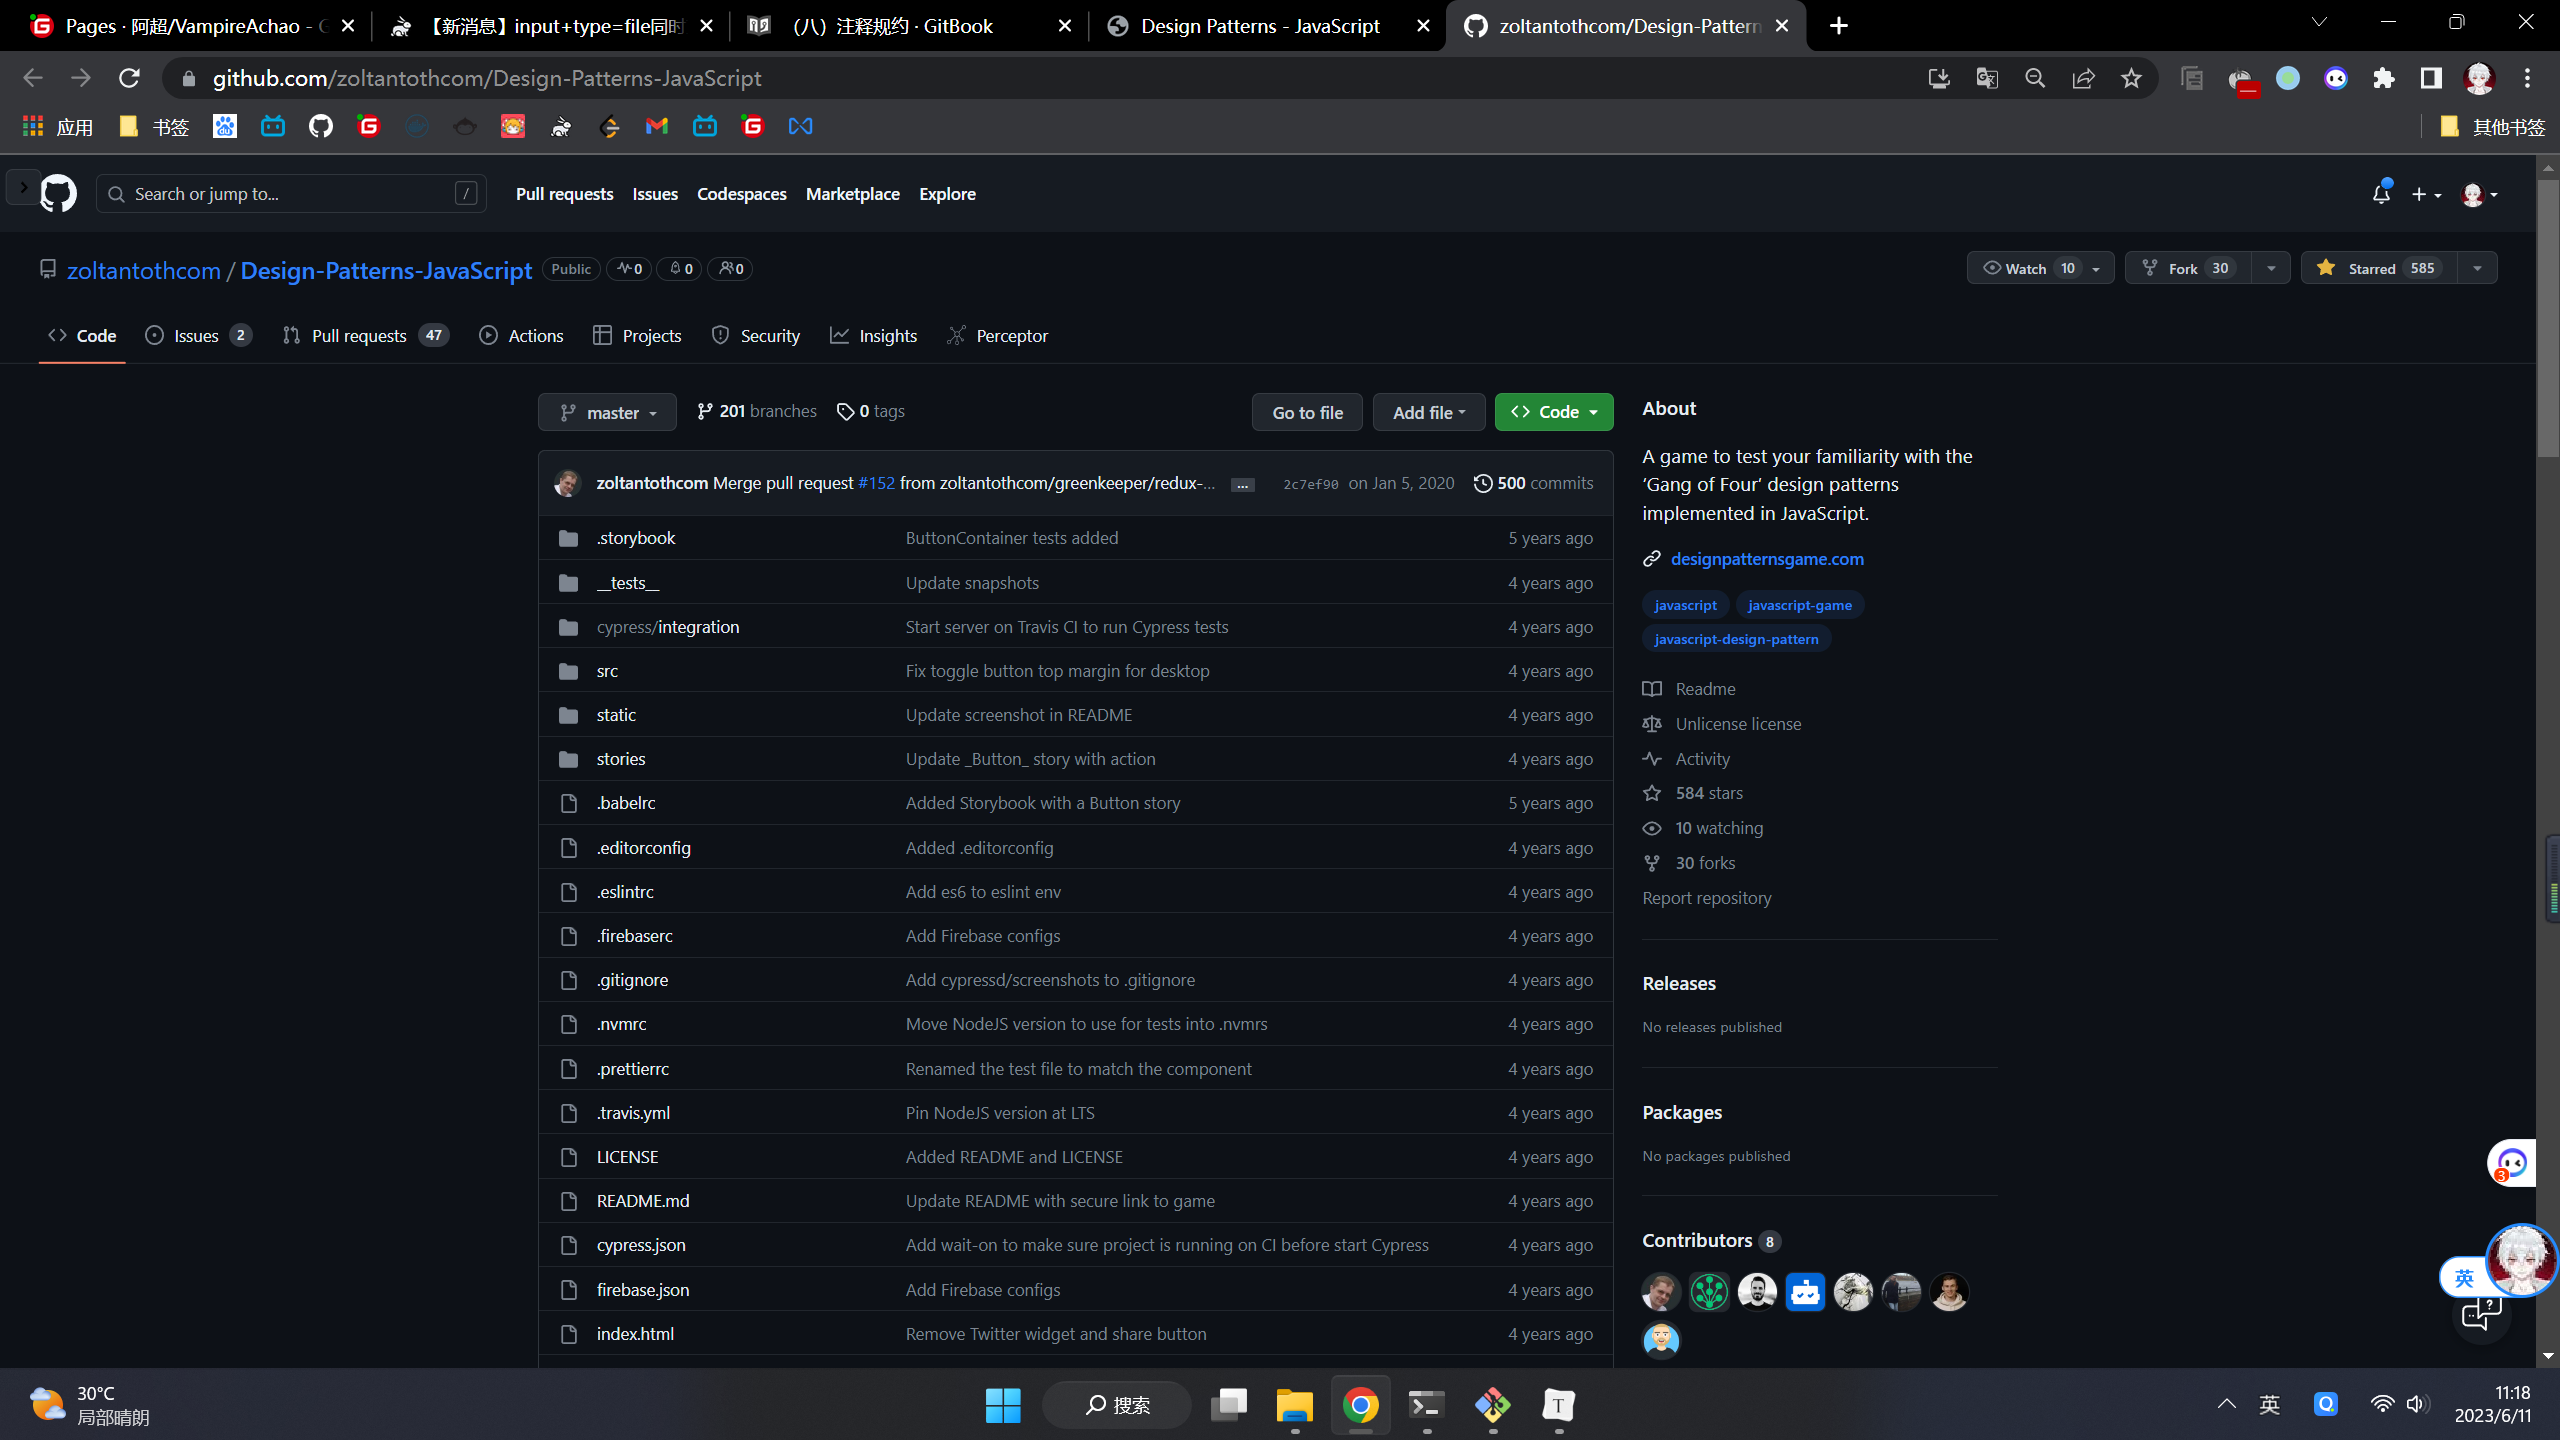 Pages · 阿超/VampireAchao - G
【新消息】input+type=file同时
（八）注释规约 · GitBook
Design Patterns - JavaScript
zoltantothcom/Design-Pattern
github.com/zoltantothcom/Design-Patterns-JavaScript
应用
书签
其他书签
Search or jump to...
/
Pull requests
Issues
Codespaces
Marketplace
Explore
zoltantothcom / Design-Patterns-JavaScript
Public
0
0
0
Watch 10
Fork 30
Starred 585
Code
Issues 2
Pull requests 47
Actions
Projects
Security
Insights
Perceptor
master
201 branches
0 tags
Go to file
Add file
Code
zoltantothcom Merge pull request #152 from zoltantothcom/greenkeeper/redux-... ... 2c7ef90 on Jan 5, 2020 500 commits
.storybook ButtonContainer tests added 5 years ago
__tests__ Update snapshots 4 years ago
cypress/integration Start server on Travis CI to run Cypress tests 4 years ago
src Fix toggle button top margin for desktop 4 years ago
static Update screenshot in README 4 years ago
stories Update _Button_ story with action 4 years ago
.babelrc Added Storybook with a Button story 5 years ago
.editorconfig Added .editorconfig 4 years ago
.eslintrc Add es6 to eslint env 4 years ago
.firebaserc Add Firebase configs 4 years ago
.gitignore Add cypressd/screenshots to .gitignore 4 years ago
.nvmrc Move NodeJS version to use for tests into .nvmrs 4 years ago
.prettierrc Renamed the test file to match the component 4 years ago
.travis.yml Pin NodeJS version at LTS 4 years ago
LICENSE Added README and LICENSE 4 years ago
README.md Update README with secure link to game 4 years ago
cypress.json Add wait-on to make sure project is running on CI before start Cypress 4 years ago
firebase.json Add Firebase configs 4 years ago
index.html Remove Twitter widget and share button 4 years ago
About
A game to test your familiarity with the
‘Gang of Four’ design patterns
implemented in JavaScript.
designpatternsgame.com
javascript
javascript-game
javascript-design-pattern
Readme
Unlicense license
Activity
584 stars
10 watching
30 forks
Report repository
Releases
No releases published
Packages
No packages published
Contributors 8
3
英
30°C
局部晴朗
搜索
T
英
11:18
2023/6/11